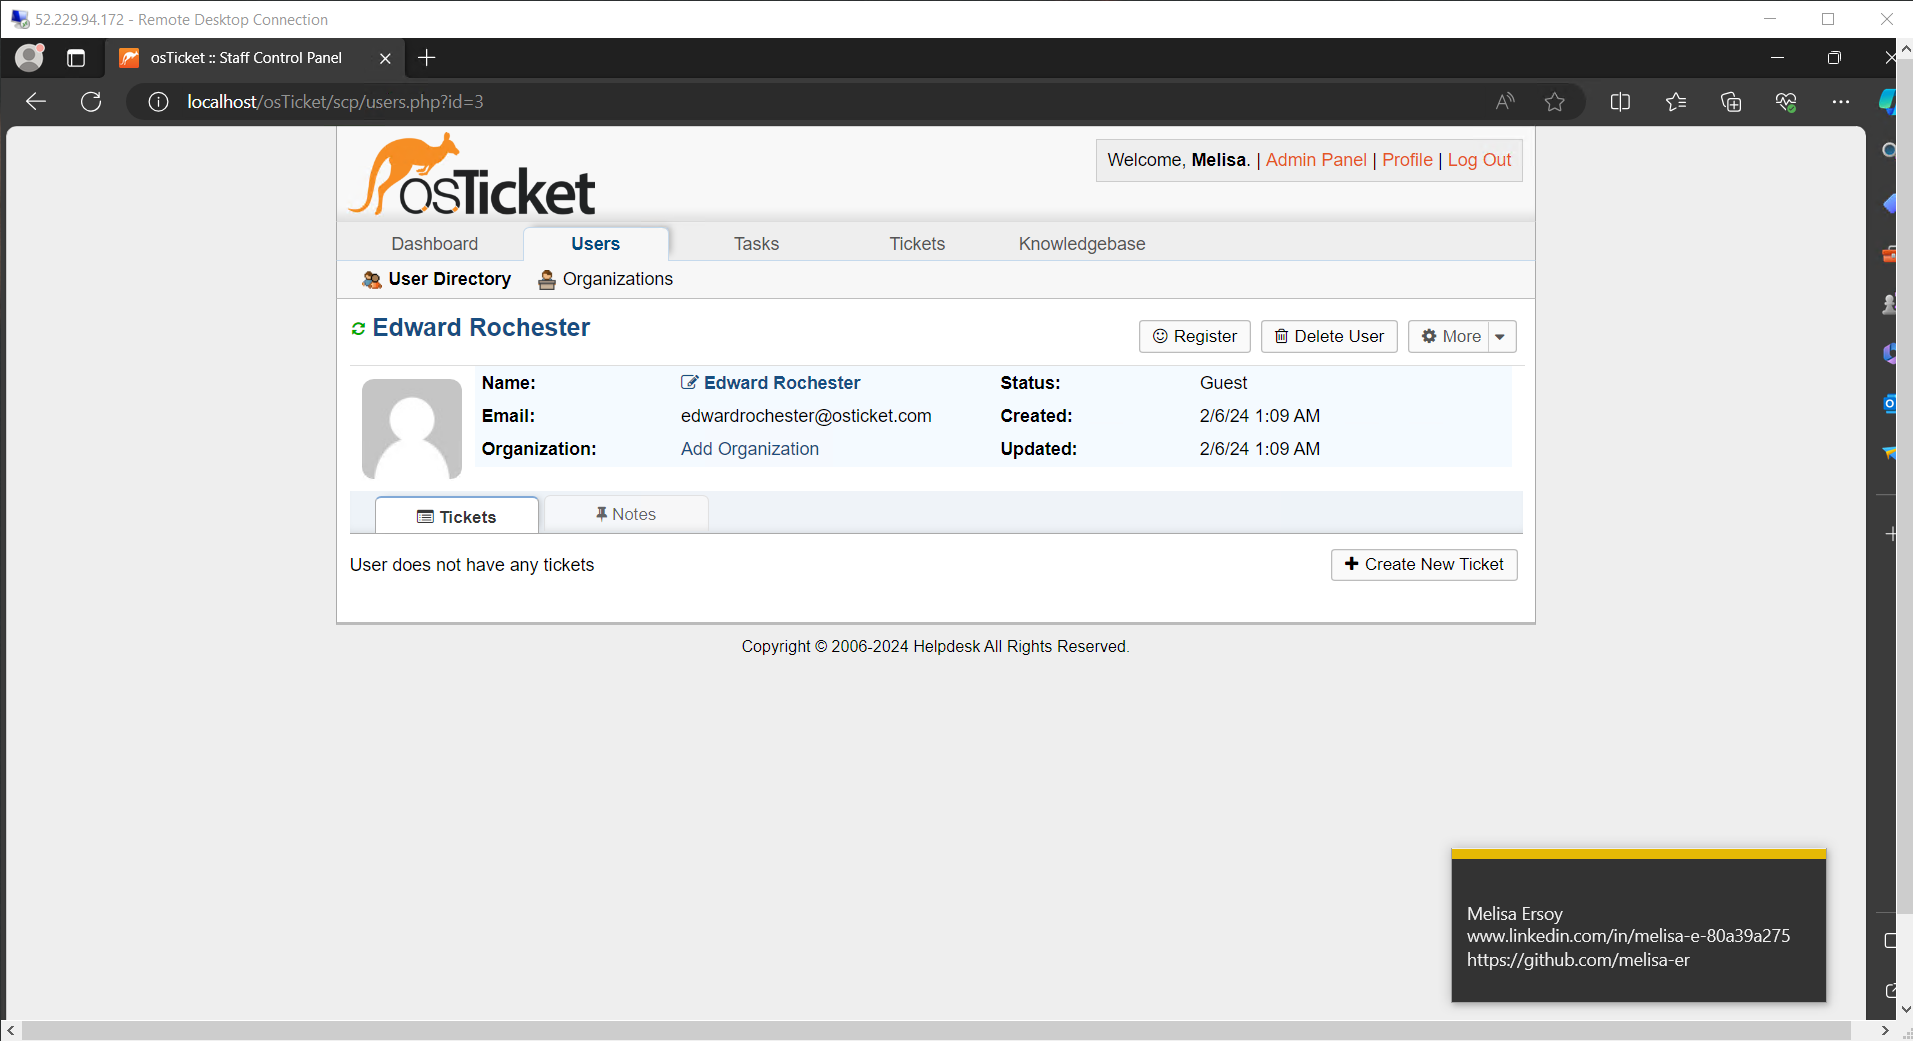 52.229.94.172 - Remote Desktop Connection
osTicket :: Staff Control Panel
localhost/osTicket/scp/users.php?id=3
osTicket
Welcome, Melisa. | Admin Panel | Profile | Log Out
Dashboard Users Tasks Tickets Knowledgebase
User Directory Organizations
Edward Rochester
Register Delete User More
Name: Edward Rochester Status: Guest
Email: edwardrochester@osticket.com Created: 2/6/24 1:09 AM
Organization: Add Organization Updated: 2/6/24 1:09 AM
Tickets Notes
User does not have any tickets Create New Ticket
Copyright © 2006-2024 Helpdesk All Rights Reserved.
Melisa Ersoy
www.linkedin.com/in/melisa-e-80a39a275
https://github.com/melisa-er